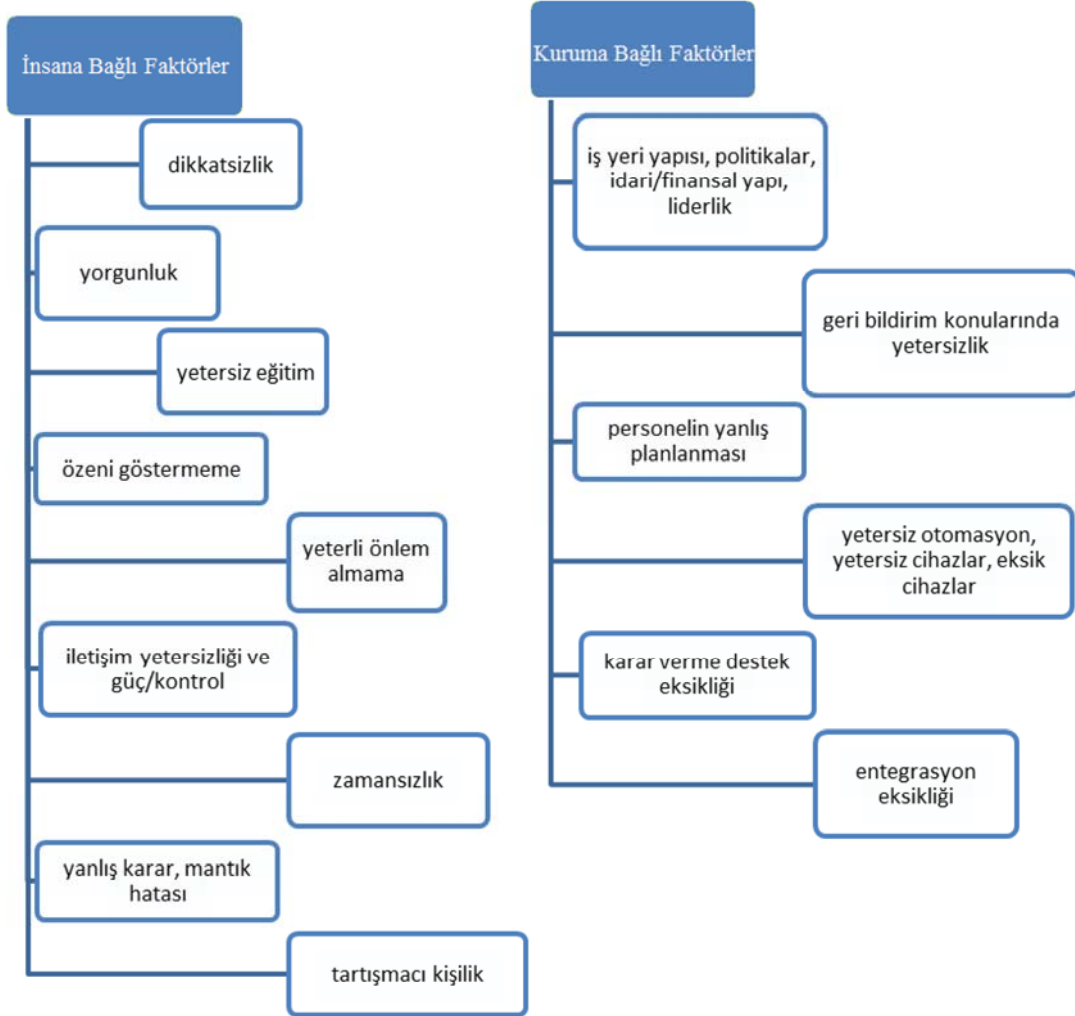 İnsana Bağlı Faktörler
dikkatsizlik
yorgunluk
yetersiz eğitim
özeni göstermeme
yeterli önlem
almama
iletişim yetersizliği ve
güç/kontrol
zamansızlık
yanlış karar, mantık
hatası
tartışmacı kişilik
Kuruma Bağlı Faktörler
iş yeri yapısı, politikalar,
idari/finansal yapı,
liderlik
geri bildirim konularında
yetersizlik
personelin yanlış
planlanması
yetersiz otomasyon,
yetersiz cihazlar, eksik
cihazlar
karar verme destek
eksikliği
entegrasyon
eksikliği